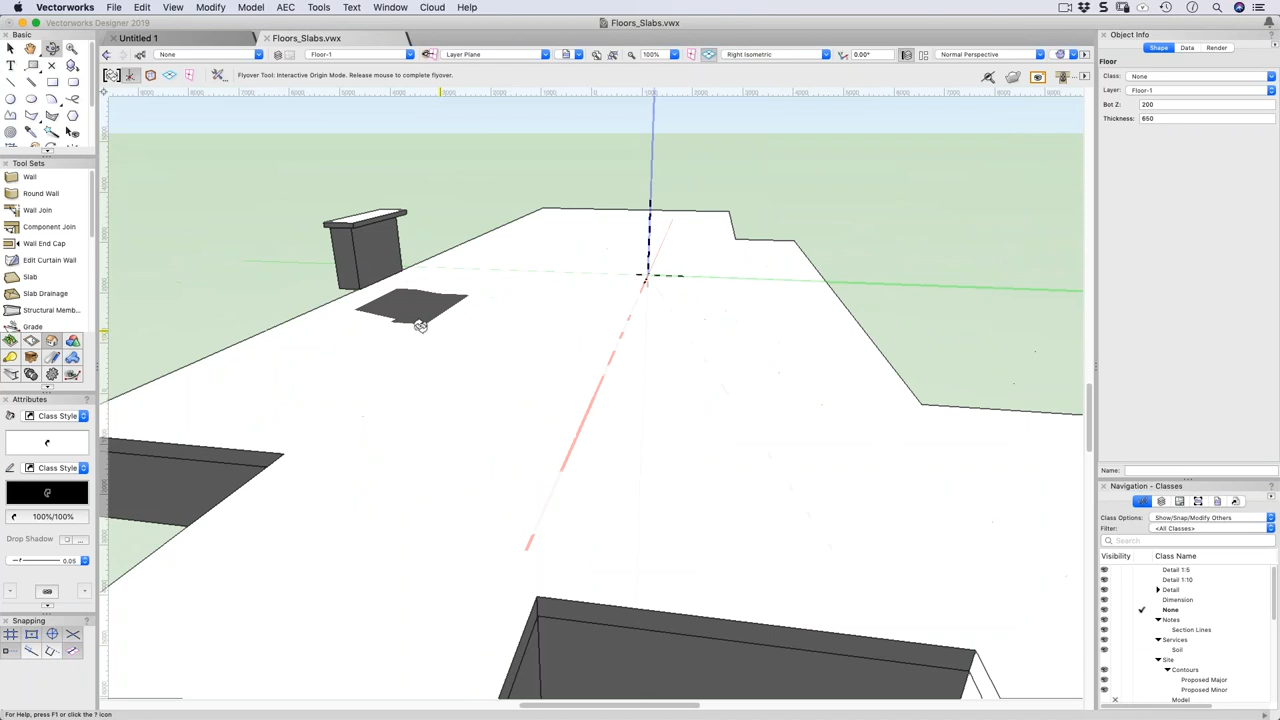 Vectorworks File Edit View Modify Model AEC Tools Text Window Cloud Help
Vectorworks Designer 2019
Floors_Slabs.vwx
Basic
Untitled 1
Floors_Slabs.vwx
Object Info
None
Floor-1
Layer Plane
100%
Right Isometric
0.00°
Normal Perspective
Shape Data Render
Flyover Tool: Interactive Origin Mode. Release mouse to complete flyover.
Floor
Class: None
Layer: Floor-1
Bot Z: 200
Thickness: 650
Tool Sets
Wall
Round Wall
Wall Join
Component Join
Wall End Cap
Edit Curtain Wall
Slab
Slab Drainage
Structural Memb...
Grade
Attributes
Class Style
Class Style
100%/100%
Drop Shadow
0.05
Snapping
Name:
Navigation - Classes
Class Options: Show/Snap/Modify Others
Filter: <All Classes>
Search
Visibility Class Name
Detail 1:5
Detail 1:10
Detail
Dimension
None
Notes
Section Lines
Services
Soil
Site
Contours
Proposed Major
Proposed Minor
Model
For Help, press F1 or click the ? icon